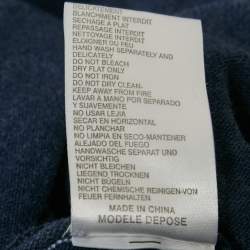 DELICATEMENT
BLANCHIMENT INTERDIT
SECHAGE A PLAT
REPASSAGE INTERDIT
NETTOYAGE INTERDIT
ELOIGNER DU FEU
HAND WASH SEPARATELY AND
DELICATELY
DO NOT BLEACH
DRY FLAT ONLY
DO NOT IRON
DO NOT DRY CLEAN.
KEEP AWAY FROM FIRE
LAVAR A MANO POR SEPARADO
Y SUAVEMENTE
NO USAR LEJIA
SECAR EN HORIZONTAL
NO PLANCHAR
NO LIMPIAR EN SECO-MANTENER
ALEJADO DEL FUEGO
HANDWASCHE SEPARAT UND
VORSICHTIG
NICHT BLEICHEN
LIEGEND TROCKNEN
NICHT BÜGELN
NICHT CHEMISCHE REINIGEN-VOM
FEUER FERNHALTEN
MADE IN CHINA
MODELE DEPOSE